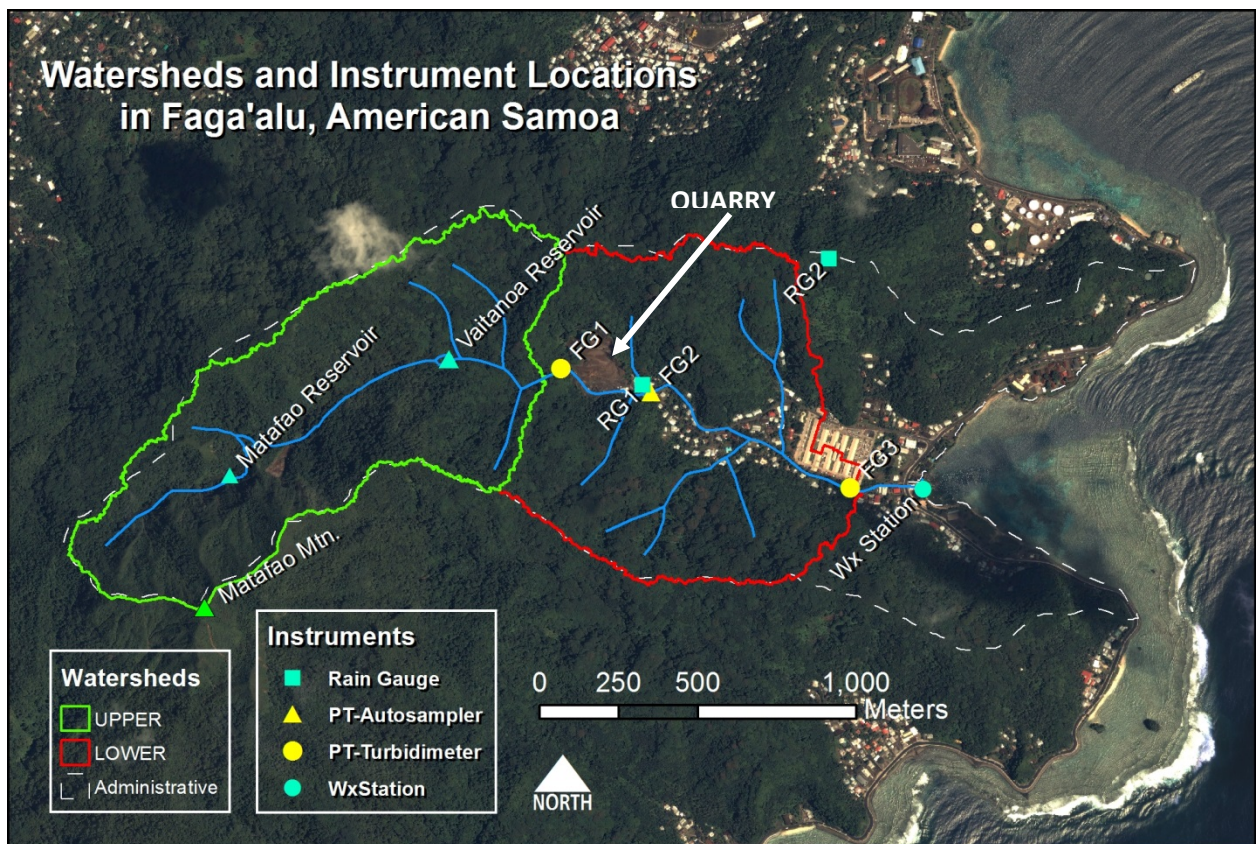 Watersheds and Instrument Locations
in Faga'alu, American Samoa
QUARRY
Vaitanoa Reservoir
Matafao Reservoir
Matafao Mtn.
FG1
RG1
FG2
RG2
FG3
Wx Station
Watersheds
UPPER
LOWER
Administrative
Instruments
Rain Gauge
PT-Autosampler
PT-Turbidimeter
WxStation
0 250 500 1,000
Meters
NORTH